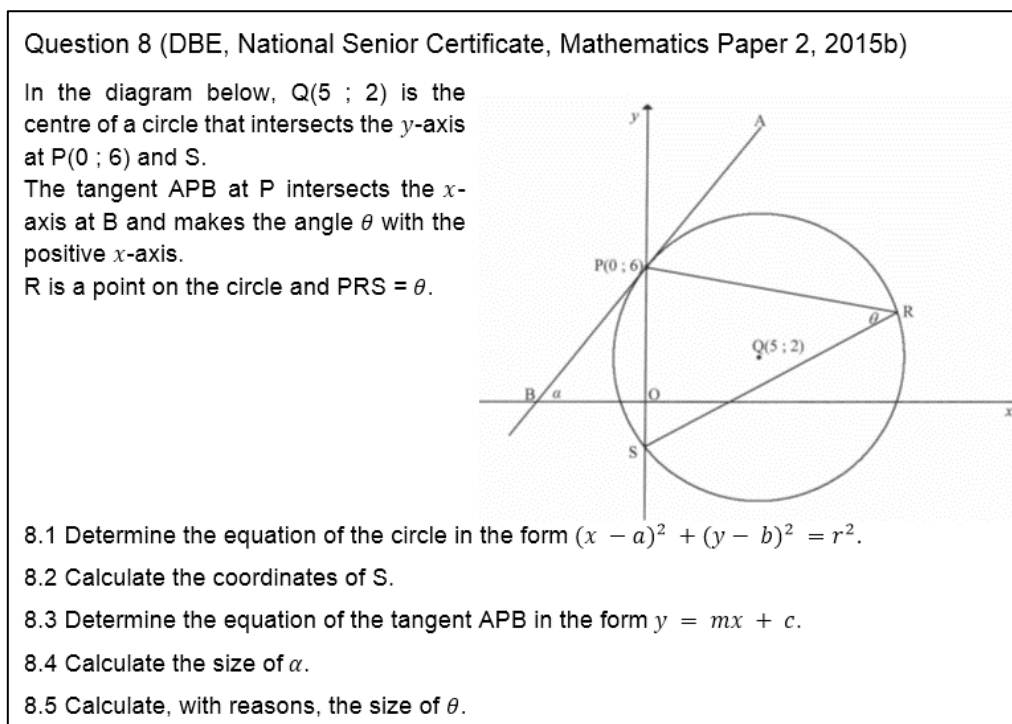 Question 8 (DBE, National Senior Certificate, Mathematics Paper 2, 2015b)
In the diagram below, Q(5 ; 2) is the
centre of a circle that intersects the y-axis
at P(0 ; 6) and S.
The tangent APB at P intersects the x-
axis at B and makes the angle θ with the
positive x-axis.
R is a point on the circle and PRS = θ.
y
A
P(0 ; 6)
R
θ
Q(5 ; 2)
B
α
O
x
S
8.1 Determine the equation of the circle in the form (x − a)² + (y − b)² = r².
8.2 Calculate the coordinates of S.
8.3 Determine the equation of the tangent APB in the form y = mx + c.
8.4 Calculate the size of α.
8.5 Calculate, with reasons, the size of θ.